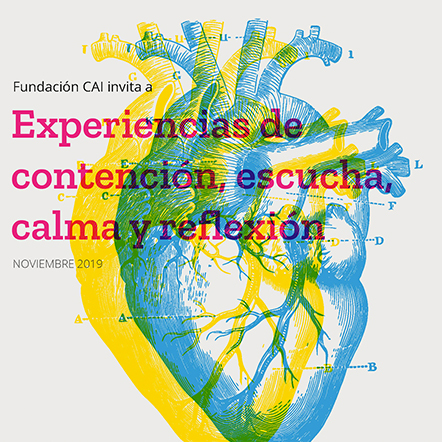 Fundación CAI invita a
Experiencias de
contención, escucha,
calma y reflexión
NOVIEMBRE 2019